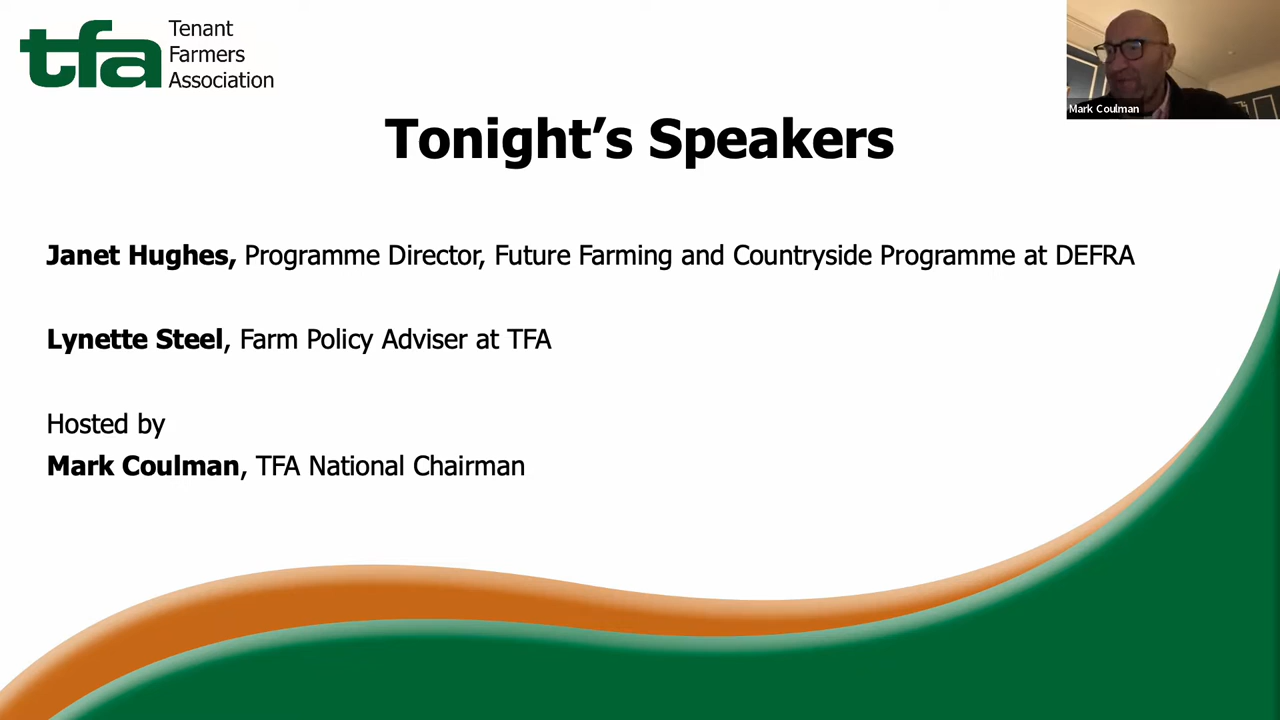 tfa
Tenant
Farmers
Association
Mark Coulman
Tonight’s Speakers
Janet Hughes, Programme Director, Future Farming and Countryside Programme at DEFRA
Lynette Steel, Farm Policy Adviser at TFA
Hosted by
Mark Coulman, TFA National Chairman